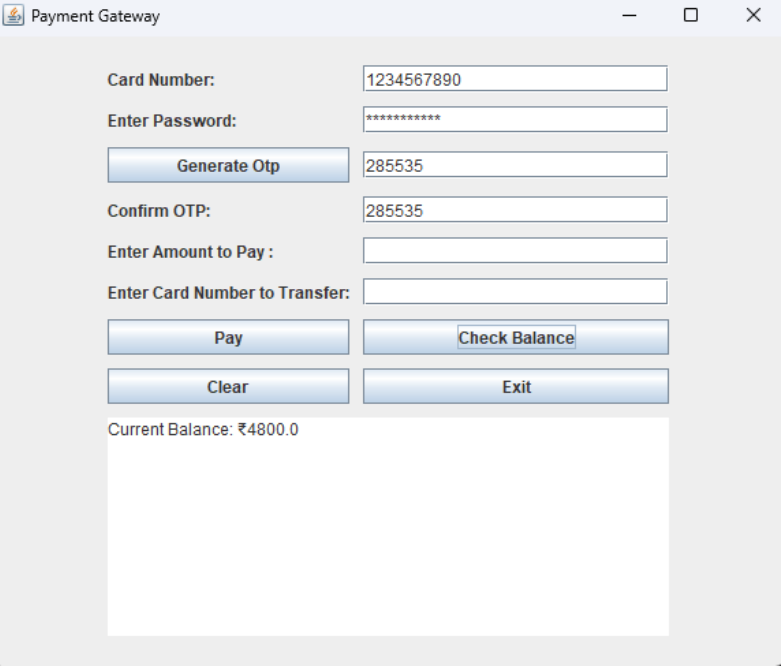 Payment Gateway
Card Number: 1234567890
Enter Password: ***********
Generate Otp 285535
Confirm OTP: 285535
Enter Amount to Pay :
Enter Card Number to Transfer:
Pay Check Balance
Clear Exit
Current Balance: ₹4800.0